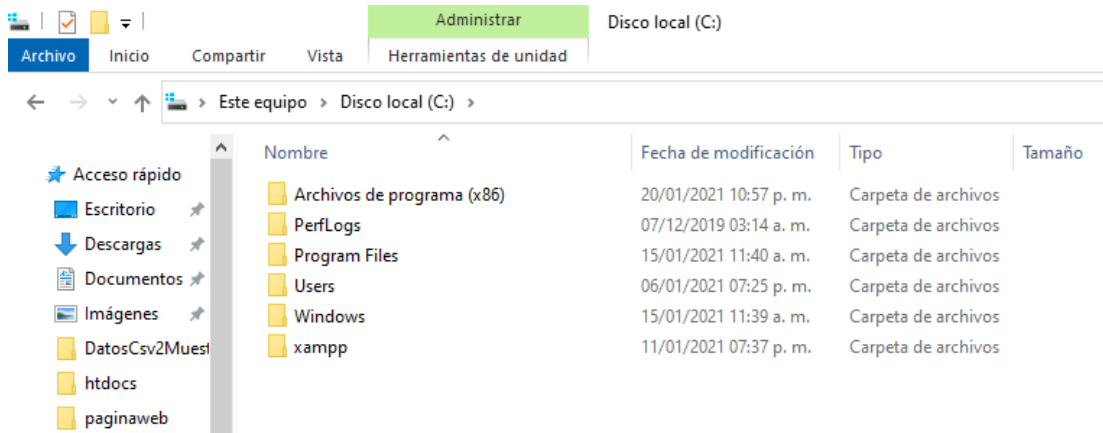 Administrar Disco local (C:)
Archivo Inicio Compartir Vista Herramientas de unidad
Este equipo > Disco local (C:) >
Nombre Fecha de modificación Tipo Tamaño
Acceso rápido
Escritorio
Descargas
Documentos
Imágenes
DatosCsv2Muest
htdocs
paginaweb
Archivos de programa (x86) 20/01/2021 10:57 p. m. Carpeta de archivos
PerfLogs 07/12/2019 03:14 a. m. Carpeta de archivos
Program Files 15/01/2021 11:40 a. m. Carpeta de archivos
Users 06/01/2021 07:25 p. m. Carpeta de archivos
Windows 15/01/2021 11:39 a. m. Carpeta de archivos
xampp 11/01/2021 07:37 p. m. Carpeta de archivos